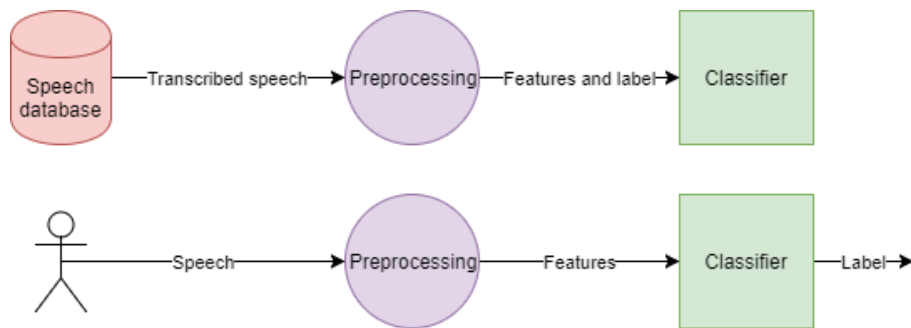 Speech
database
Transcribed speech
Preprocessing
Features and label
Classifier
Speech
Preprocessing
Features
Classifier
Label